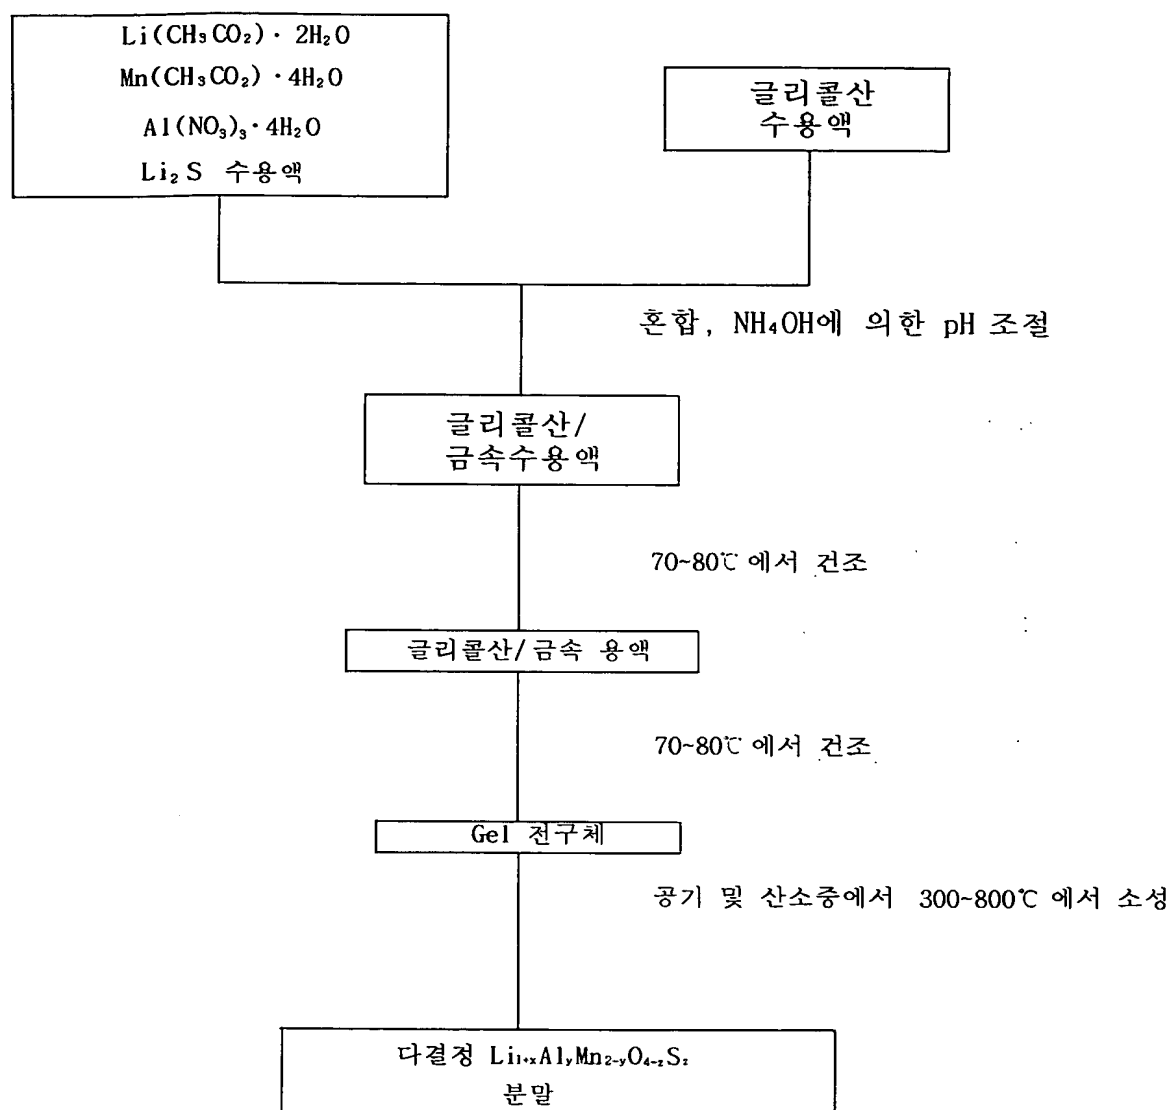 Li(CH₃CO₂)· 2H₂O
Mn(CH₃CO₂)·4H₂O
Al(NO₃)₃·4H₂O
Li₂S 수용액
글리콜산
수용액
혼합, NH₄OH에 의한 pH 조절
글리콜산/
금속수용액
70~80℃ 에서 건조
글리콜산/금속 용액
70~80℃ 에서 건조
Gel 전구체
공기 및 산소중에서 300~800℃ 에서 소성
다결정 Li₁₊ₓAlᵧMn₂₋ᵧO₄₋zSz
분말